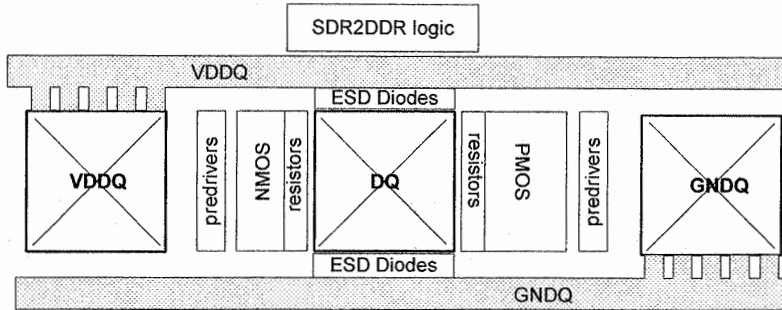 SDR2DDR logic
VDDQ
ESD Diodes
VDDQ
predrivers
NMOS
resistors
DQ
resistors
PMOS
predrivers
GNDQ
ESD Diodes
GNDQ